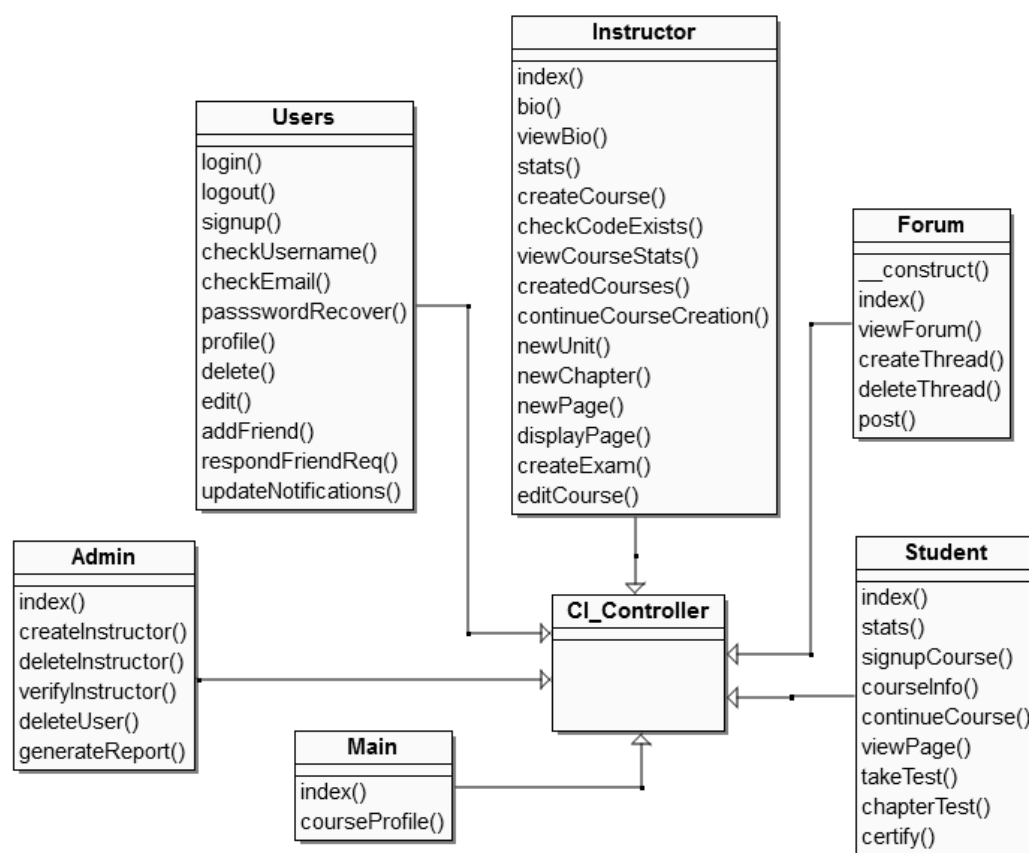 Instructor
index()
bio()
viewBio()
stats()
createCourse()
checkCodeExists()
viewCourseStats()
createdCourses()
continueCourseCreation()
newUnit()
newChapter()
newPage()
displayPage()
createExam()
editCourse()
Users
login()
logout()
signup()
checkUsername()
checkEmail()
passswordRecover()
profile()
delete()
edit()
addFriend()
respondFriendReq()
updateNotifications()
Forum
__construct()
index()
viewForum()
createThread()
deleteThread()
post()
Admin
index()
createInstructor()
deleteInstructor()
verifyInstructor()
deleteUser()
generateReport()
CI_Controller
Student
index()
stats()
signupCourse()
courseInfo()
continueCourse()
viewPage()
takeTest()
chapterTest()
certify()
Main
index()
courseProfile()